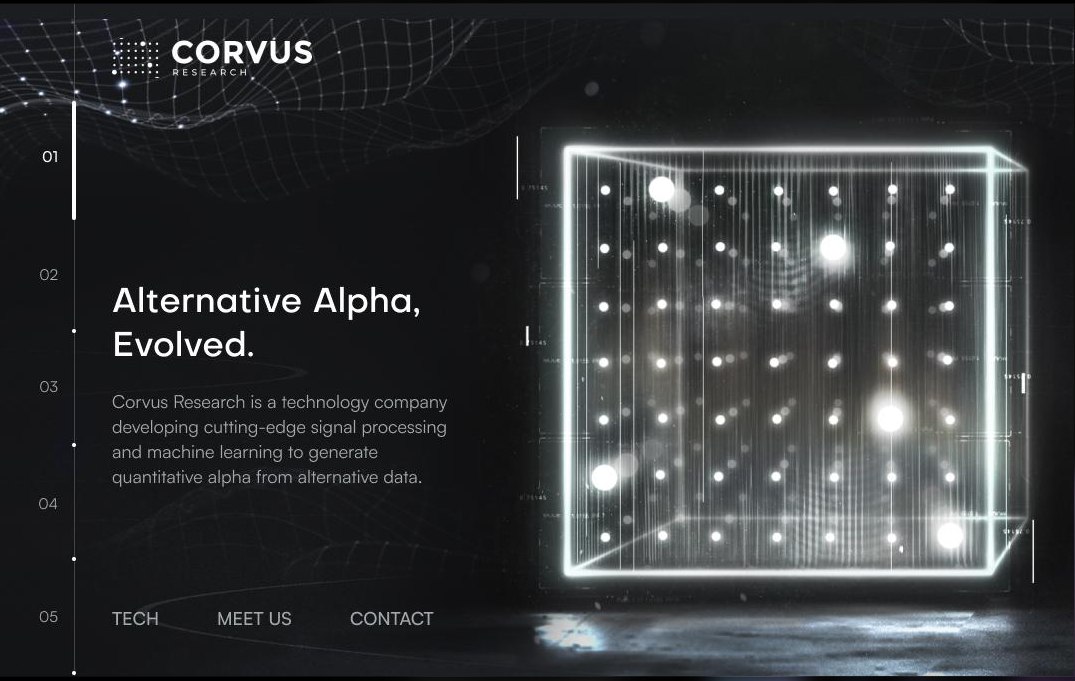 CORVUS
RESEARCH
01
02
Alternative Alpha,
Evolved.
03
Corvus Research is a technology company
developing cutting-edge signal processing
and machine learning to generate
quantitative alpha from alternative data.
04
05
TECH MEET US CONTACT